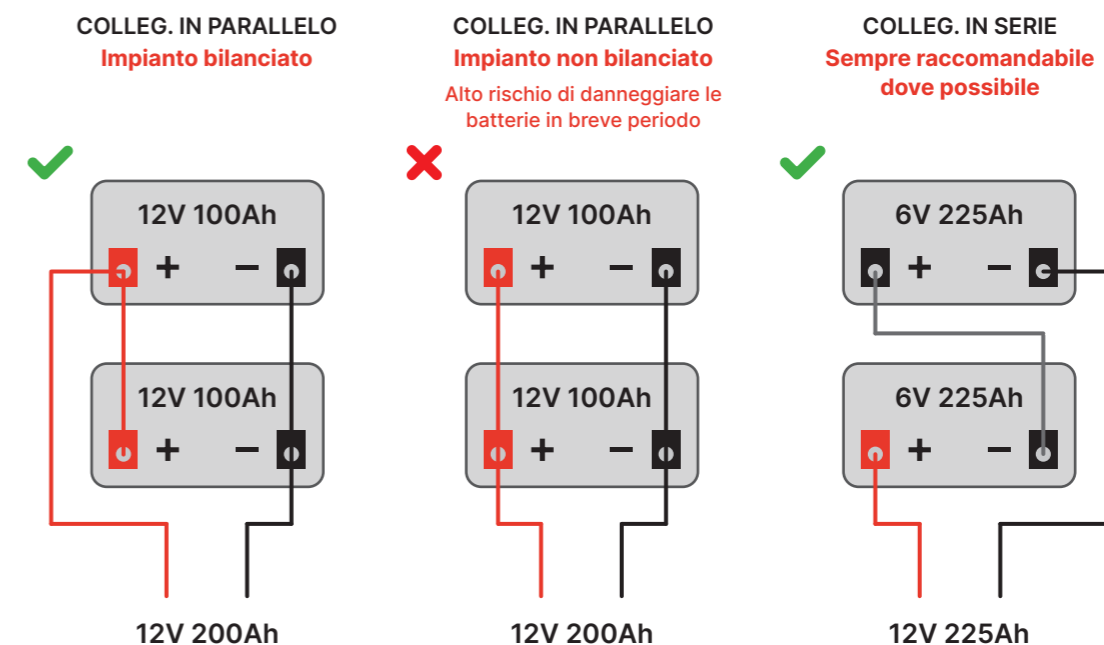 COLLEG. IN PARALLELO
Impianto bilanciato
12V 100Ah
+ −
12V 100Ah
+ −
12V 200Ah
COLLEG. IN PARALLELO
Impianto non bilanciato
Alto rischio di danneggiare le
batterie in breve periodo
12V 100Ah
+ −
12V 100Ah
+ −
12V 200Ah
COLLEG. IN SERIE
Sempre raccomandabile
dove possibile
6V 225Ah
+ −
6V 225Ah
+ −
12V 225Ah